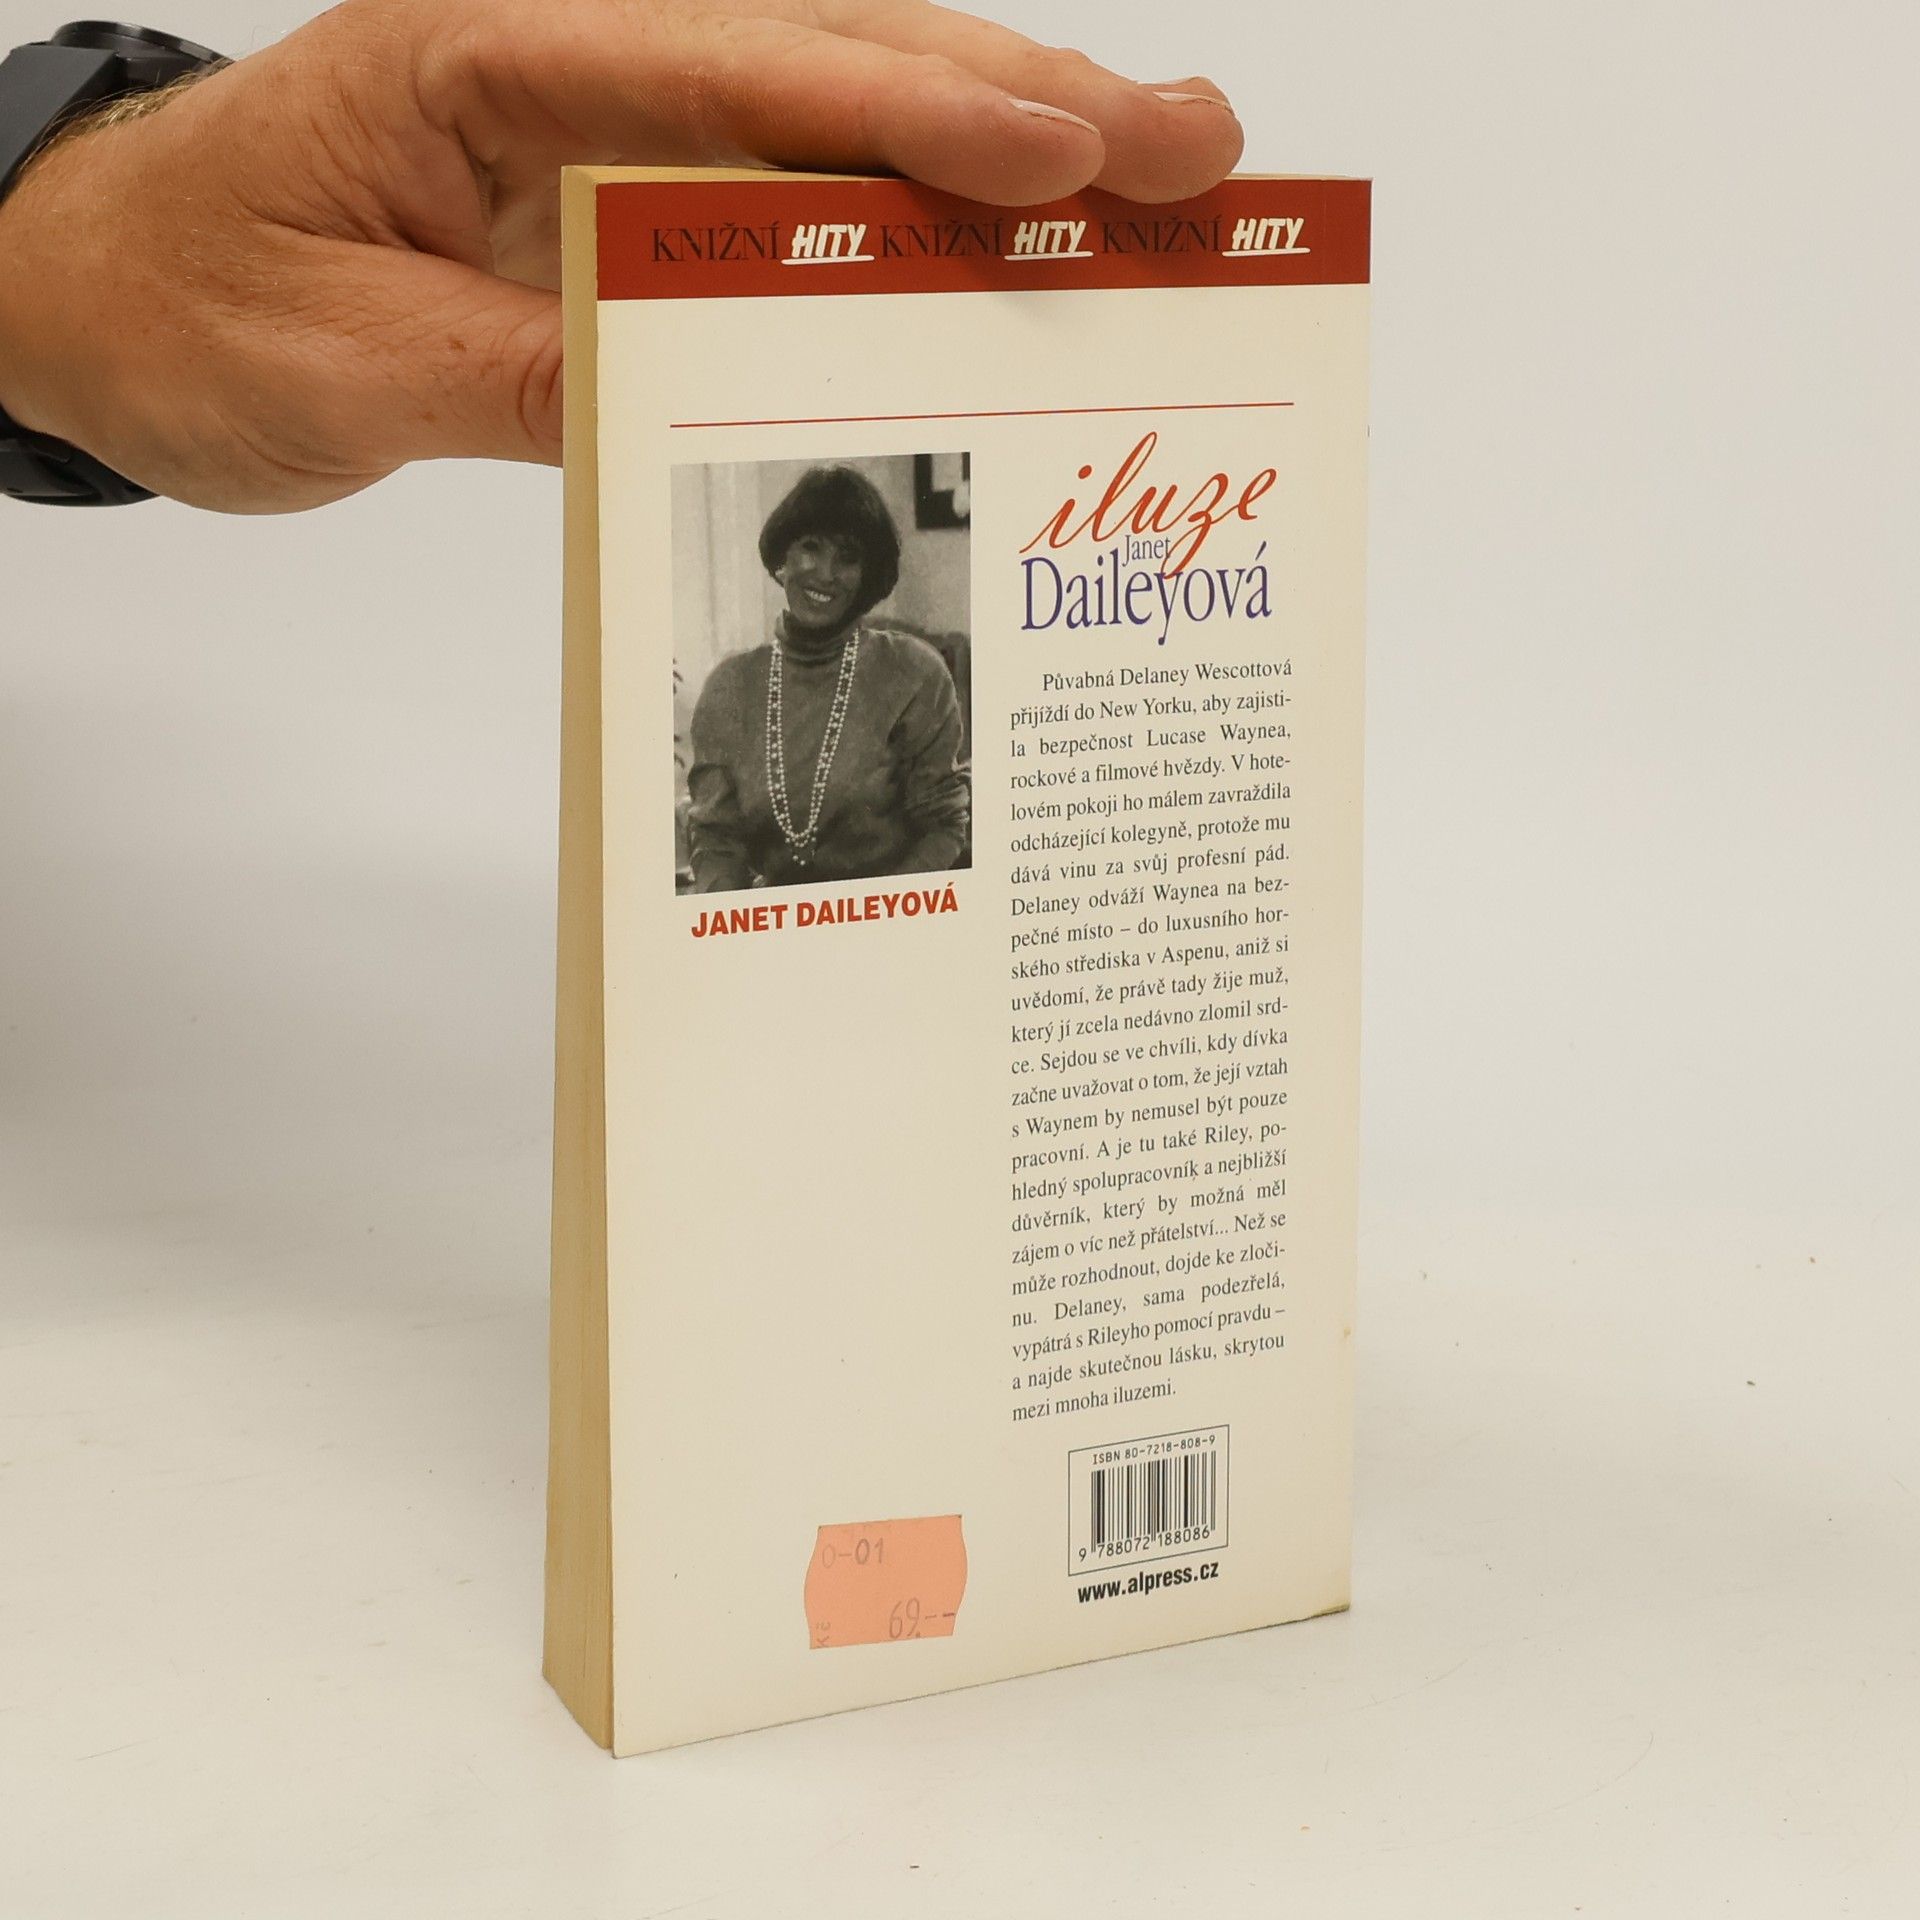 KNIŽNÍ HITY KNIŽNÍ HITY KNIŽNÍ HITY
iluze
Janet
Daileyová
JANET DAILEYOVÁ
Půvabná Delaney Wescottová
přijíždí do New Yorku, aby zajisti-
la bezpečnost Lucase Waynea,
rockové a filmové hvězdy. V hote-
lovém pokoji ho málem zavraždila
odcházející kolegyně, protože mu
dává vinu za svůj profesní pád.
Delaney odváží Waynea na bez-
pečné místo – do luxusního hor-
ského střediska v Aspenu, aniž si
uvědomí, že právě tady žije muž,
který jí zcela nedávno zlomil srd-
ce. Sejdou se ve chvíli, kdy dívka
začne uvažovat o tom, že její vztah
s Waynem by nemusel být pouze
pracovní. A je tu také Riley, po-
hledný spolupracovník a nejbližší
důvěrník, který by možná měl
zájem o víc než přátelství... Než se
může rozhodnout, dojde ke zloči-
nu. Delaney, sama podezřelá,
vypátrá s Rileyho pomocí pravdu –
a najde skutečnou lásku, skrytou
mezi mnoha iluzemi.
ISBN 80-7218-808-9
9 788072 188086
www.alpress.cz
0-01
Kč 69.--